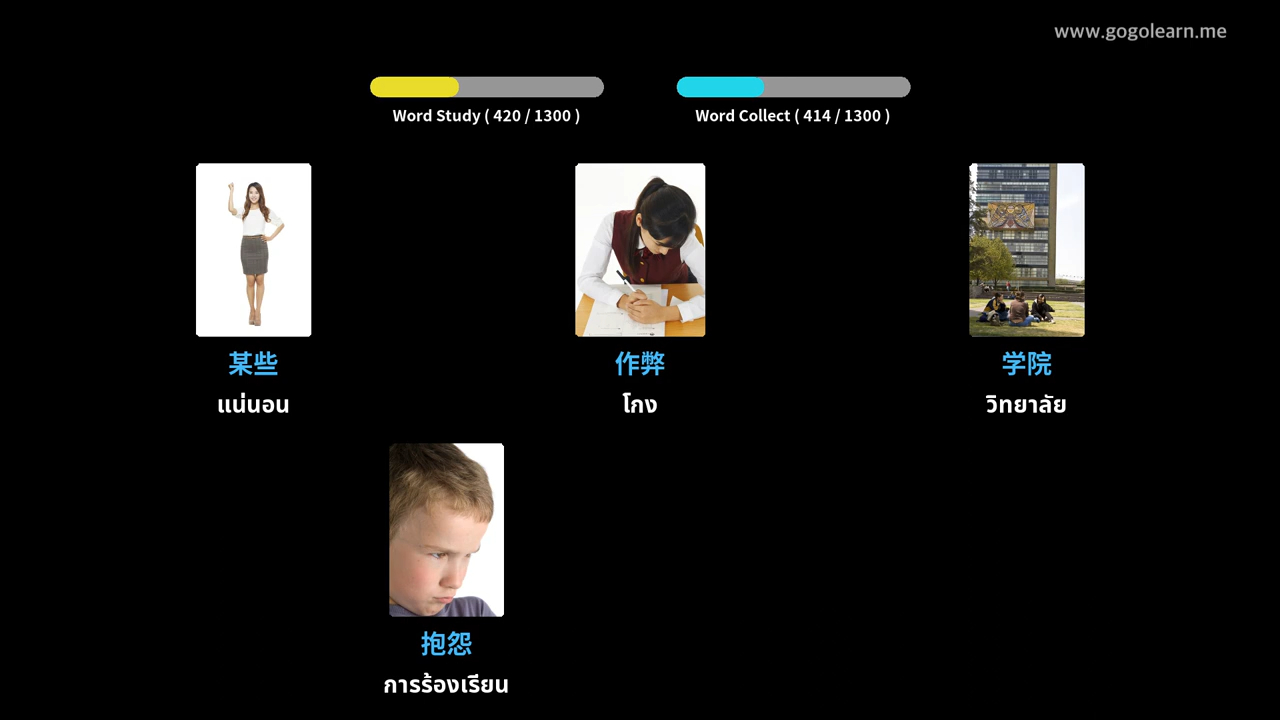 www.gogolearn.me
Word Study ( 420 / 1300 )
Word Collect ( 414 / 1300 )
某些
作弊
学院
แน่นอน
โกง
วิทยาลัย
抱怨
การร้องเรียน